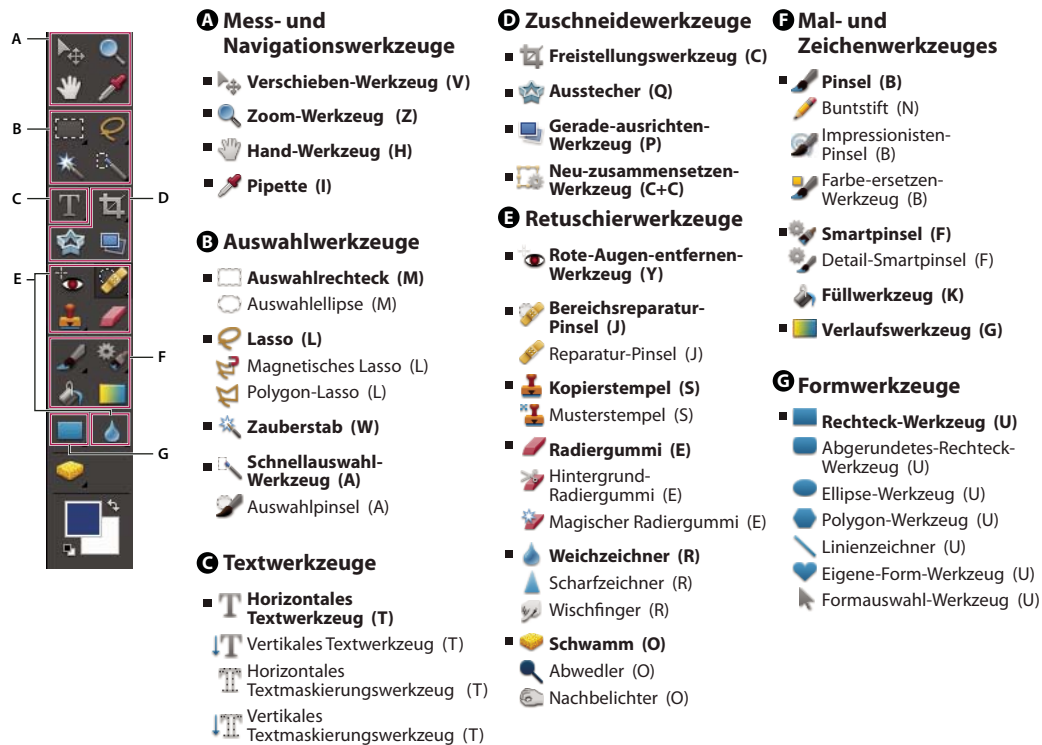 A
B
C
D
E
F
G
A Mess- und
Navigationswerkzeuge
Verschieben-Werkzeug (V)
Zoom-Werkzeug (Z)
Hand-Werkzeug (H)
Pipette (I)
B Auswahlwerkzeuge
Auswahlrechteck (M)
Auswahlellipse (M)
Lasso (L)
Magnetisches Lasso (L)
Polygon-Lasso (L)
Zauberstab (W)
Schnellauswahl-
Werkzeug (A)
Auswahlpinsel (A)
C Textwerkzeuge
Horizontales
Textwerkzeug (T)
Vertikales Textwerkzeug (T)
Horizontales
Textmaskierungswerkzeug (T)
Vertikales
Textmaskierungswerkzeug (T)
D Zuschneidewerkzeuge
Freistellungswerkzeug (C)
Ausstecher (Q)
Gerade-ausrichten-
Werkzeug (P)
Neu-zusammensetzen-
Werkzeug (C+C)
E Retuschierwerkzeuge
Rote-Augen-entfernen-
Werkzeug (Y)
Bereichsreparatur-
Pinsel (J)
Reparatur-Pinsel (J)
Kopierstempel (S)
Musterstempel (S)
Radiergummi (E)
Hintergrund-
Radiergummi (E)
Magischer Radiergummi (E)
Weichzeichner (R)
Scharfzeichner (R)
Wischfinger (R)
Schwamm (O)
Abwedler (O)
Nachbelichter (O)
F Mal- und
Zeichenwerkzeuges
Pinsel (B)
Buntstift (N)
Impressionisten-
Pinsel (B)
Farbe-ersetzen-
Werkzeug (B)
Smartpinsel (F)
Detail-Smartpinsel (F)
Füllwerkzeug (K)
Verlaufswerkzeug (G)
G Formwerkzeuge
Rechteck-Werkzeug (U)
Abgerundetes-Rechteck-
Werkzeug (U)
Ellipse-Werkzeug (U)
Polygon-Werkzeug (U)
Linienzeichner (U)
Eigene-Form-Werkzeug (U)
Formauswahl-Werkzeug (U)